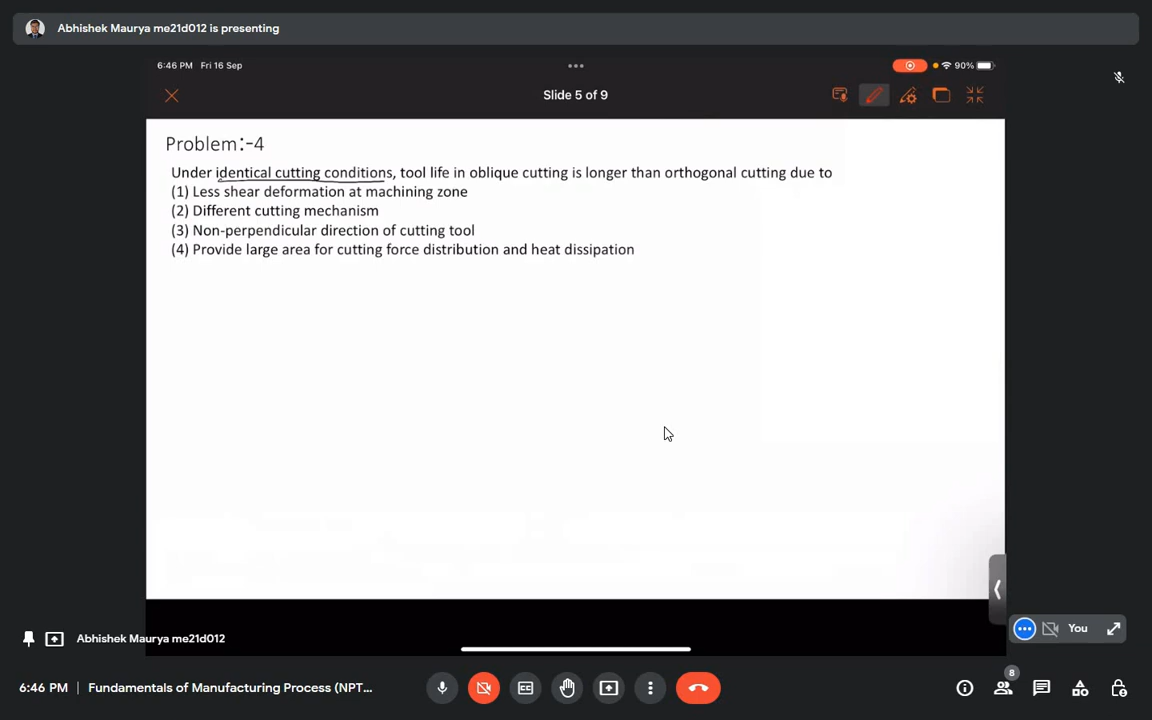 Abhishek Maurya me21d012 is presenting
6:46 PM Fri 16 Sep
90%
Slide 5 of 9
Problem:-4
Under identical cutting conditions, tool life in oblique cutting is longer than orthogonal cutting due to
(1) Less shear deformation at machining zone
(2) Different cutting mechanism
(3) Non-perpendicular direction of cutting tool
(4) Provide large area for cutting force distribution and heat dissipation
Abhishek Maurya me21d012
You
6:46 PM | Fundamentals of Manufacturing Process (NPT...
8